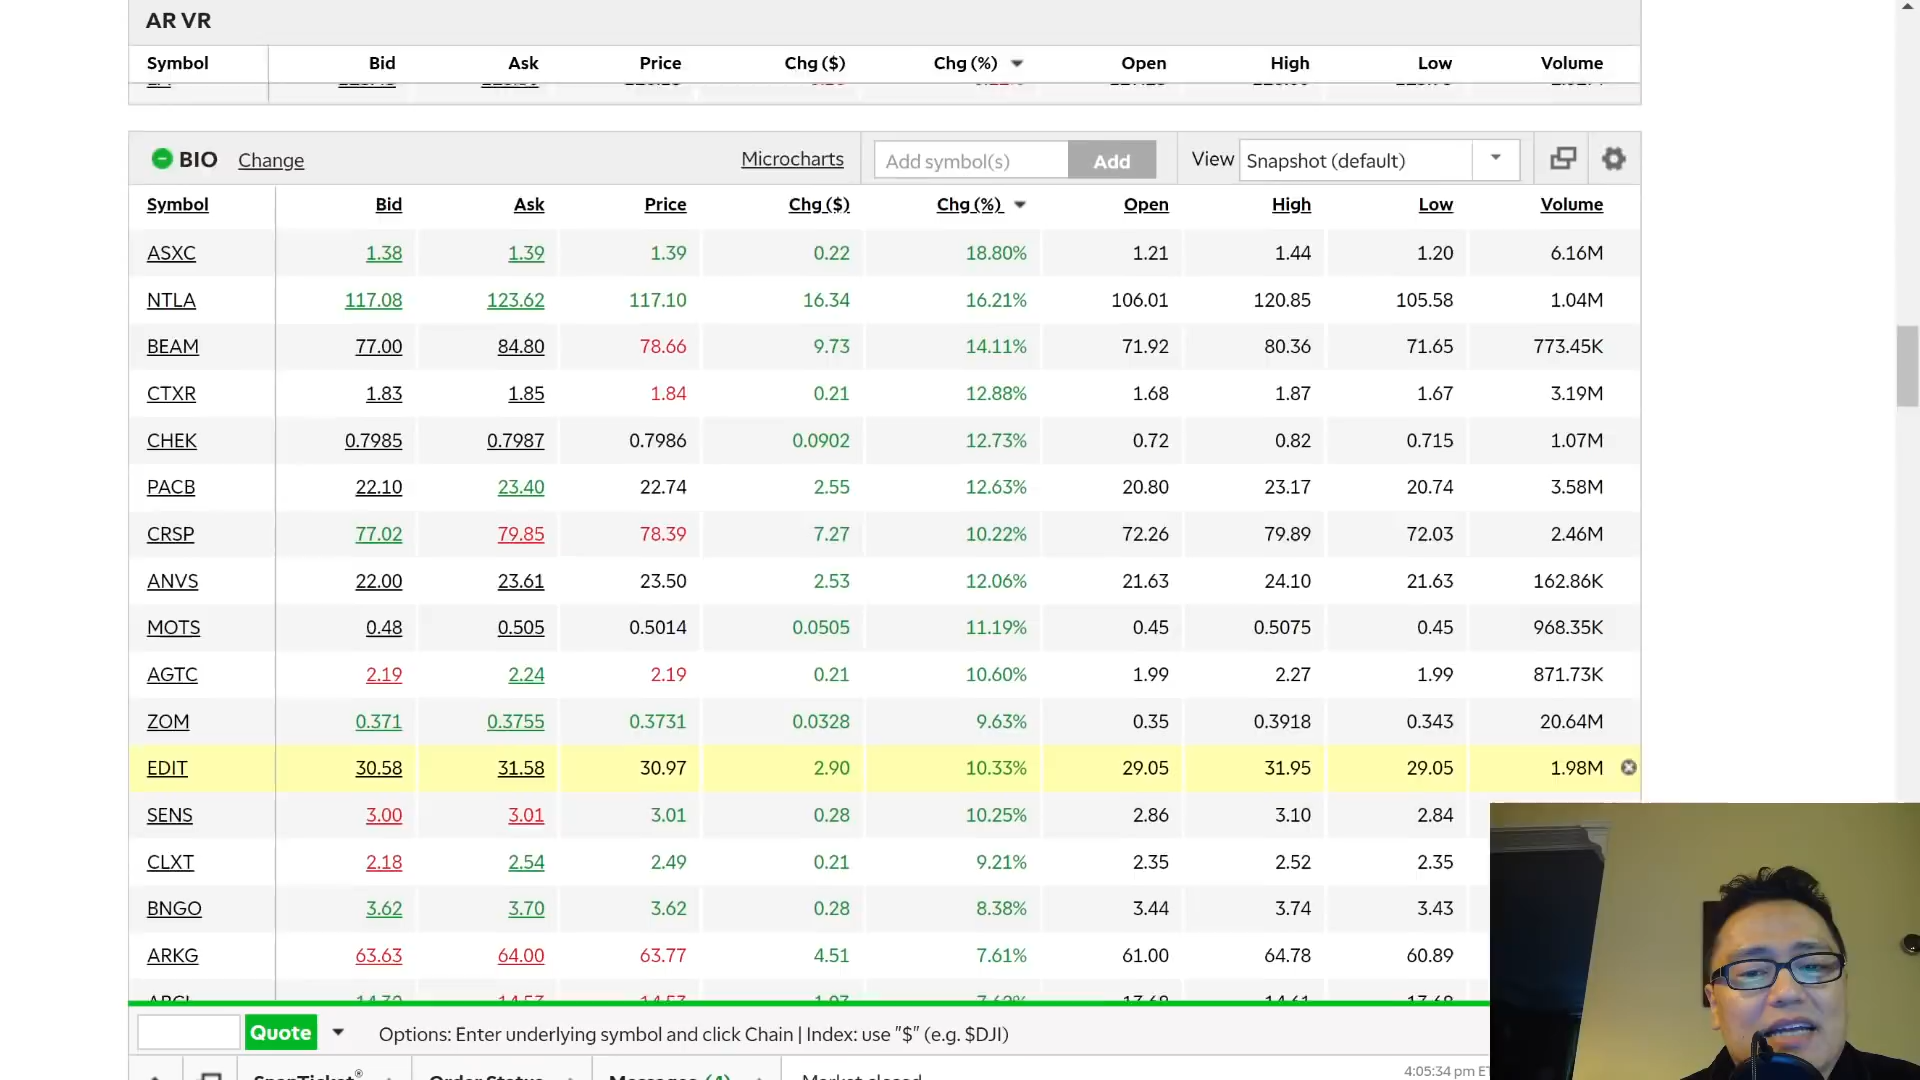 AR VR
Symbol Bid Ask Price Chg ($) Chg (%) Open High Low Volume
BIO Change Microcharts Add symbol(s) Add View Snapshot (default)
Symbol Bid Ask Price Chg ($) Chg (%) Open High Low Volume
ASXC 1.38 1.39 1.39 0.22 18.80% 1.21 1.44 1.20 6.16M
NTLA 117.08 123.62 117.10 16.34 16.21% 106.01 120.85 105.58 1.04M
BEAM 77.00 84.80 78.66 9.73 14.11% 71.92 80.36 71.65 773.45K
CTXR 1.83 1.85 1.84 0.21 12.88% 1.68 1.87 1.67 3.19M
CHEK 0.7985 0.7987 0.7986 0.0902 12.73% 0.72 0.82 0.715 1.07M
PACB 22.10 23.40 22.74 2.55 12.63% 20.80 23.17 20.74 3.58M
CRSP 77.02 79.85 78.39 7.27 10.22% 72.26 79.89 72.03 2.46M
ANVS 22.00 23.61 23.50 2.53 12.06% 21.63 24.10 21.63 162.86K
MOTS 0.48 0.505 0.5014 0.0505 11.19% 0.45 0.5075 0.45 968.35K
AGTC 2.19 2.24 2.19 0.21 10.60% 1.99 2.27 1.99 871.73K
ZOM 0.371 0.3755 0.3731 0.0328 9.63% 0.35 0.3918 0.343 20.64M
EDIT 30.58 31.58 30.97 2.90 10.33% 29.05 31.95 29.05 1.98M
SENS 3.00 3.01 3.01 0.28 10.25% 2.86 3.10 2.84
CLXT 2.18 2.54 2.49 0.21 9.21% 2.35 2.52 2.35
BNGO 3.62 3.70 3.62 0.28 8.38% 3.44 3.74 3.43
ARKG 63.63 64.00 63.77 4.51 7.61% 61.00 64.78 60.89
Quote Options: Enter underlying symbol and click Chain | Index: use "$" (e.g. $DJI)
SnapTicket® Order Status Messages (4) Market closed 4:05:34 pm ET